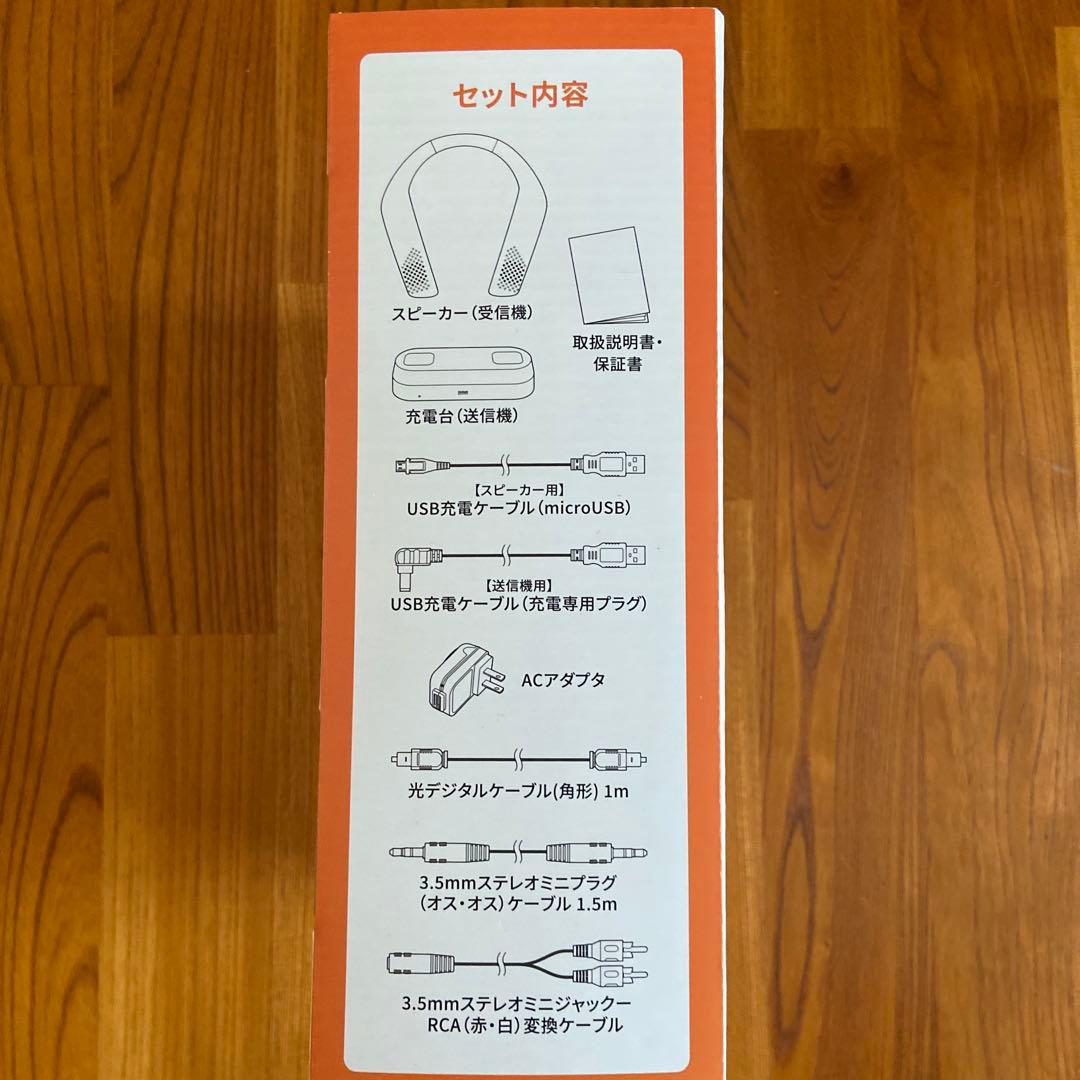 セット内容
スピーカー(受信機)
取扱説明書・
保証書
充電台(送信機)
【スピーカー用】
USB充電ケーブル(microUSB)
【送信機用】
USB充電ケーブル(充電専用プラグ)
ACアダプタ
光デジタルケーブル(角形) 1m
3.5mmステレオミニプラグ
(オス・オス)ケーブル 1.5m
3.5mmステレオミニジャックー
RCA(赤・白)変換ケーブル